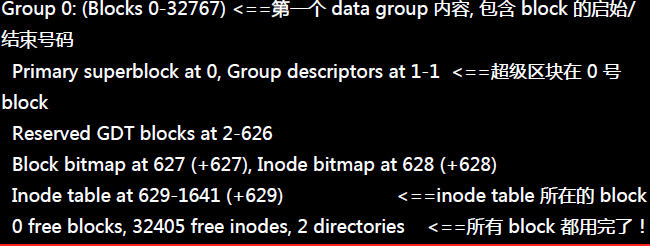 Group 0: (Blocks 0-32767) <==第一个 data group 内容, 包含 block 的启始/
结束号码
Primary superblock at 0, Group descriptors at 1-1 <==超级区块在 0 号
block
Reserved GDT blocks at 2-626
Block bitmap at 627 (+627), Inode bitmap at 628 (+628)
Inode table at 629-1641 (+629) <==inode table 所在的 block
0 free blocks, 32405 free inodes, 2 directories <==所有 block 都用完了！